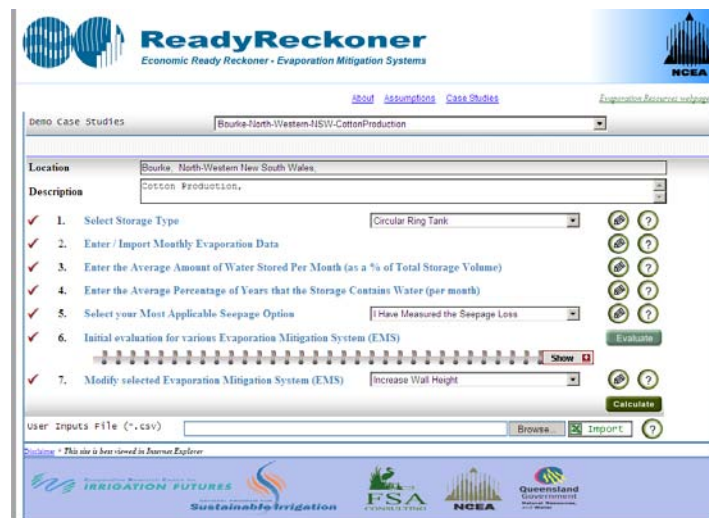 ReadyReckoner
Economic Ready Reckoner - Evaporation Mitigation Systems
NCEA
About Assumptions Case Studies Evaporation Resources webpage
Demo Case Studies Bourke-North-Western-NSW-CottonProduction
Location Bourke, North-Western New South Wales,
Description Cotton Production,
1. Select Storage Type Circular Ring Tank ?
2. Enter / Import Monthly Evaporation Data ?
3. Enter the Average Amount of Water Stored Per Month (as a % of Total Storage Volume) ?
4. Enter the Average Percentage of Years that the Storage Contains Water (per month) ?
5. Select your Most Applicable Seepage Option I Have Measured the Seepage Loss ?
6. Initial evaluation for various Evaporation Mitigation System (EMS) Evaluate
Show
7. Modify selected Evaporation Mitigation System (EMS) Increase Wall Height ?
Calculate
User Inputs File (*.csv) Browse... Import ?
Disclaimer * This site is best viewed in Internet Explorer
IRRIGATION FUTURES
Sustainable Irrigation
FSA
CONSULTING
NCEA
Queensland
Government
Natural Resources
and Water